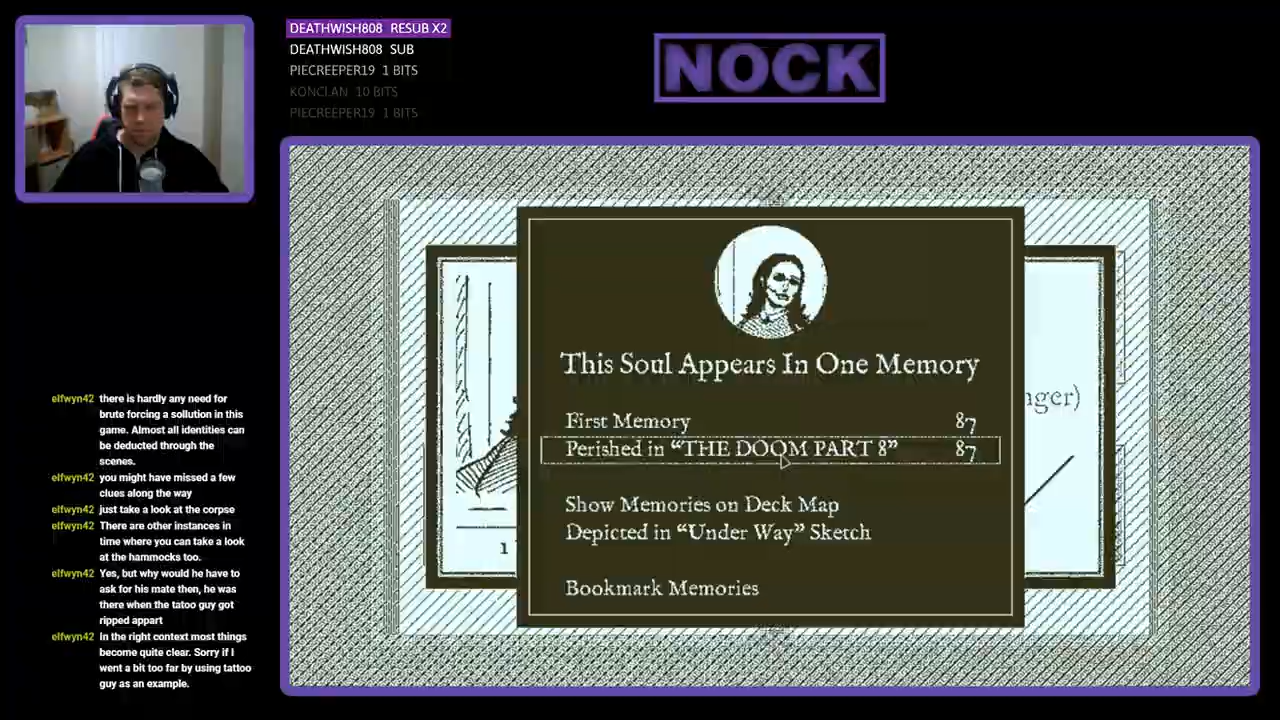 DEATHWISH808 RESUB X2
DEATHWISH808 SUB
PIECREEPER19 1 BITS
KONCLAN 10 BITS
PIECREEPER19 1 BITS
NOCK
This Soul Appears In One Memory
First Memory 87
Perished in “THE DOOM PART 8” 87
Show Memories on Deck Map
Depicted in “Under Way” Sketch
Bookmark Memories
nger)
1
elfwyn42 there is hardly any need for
brute forcing a sollution in this
game. Almost all identities can
be deducted through the
scenes.
elfwyn42 you might have missed a few
clues along the way
elfwyn42 just take a look at the corpse
elfwyn42 There are other instances in
time where you can take a look
at the hammocks too.
elfwyn42 Yes, but why would he have to
ask for his mate then, he was
there when the tatoo guy got
ripped appart
elfwyn42 In the right context most things
become quite clear. Sorry if I
went a bit too far by using tattoo
guy as an example.